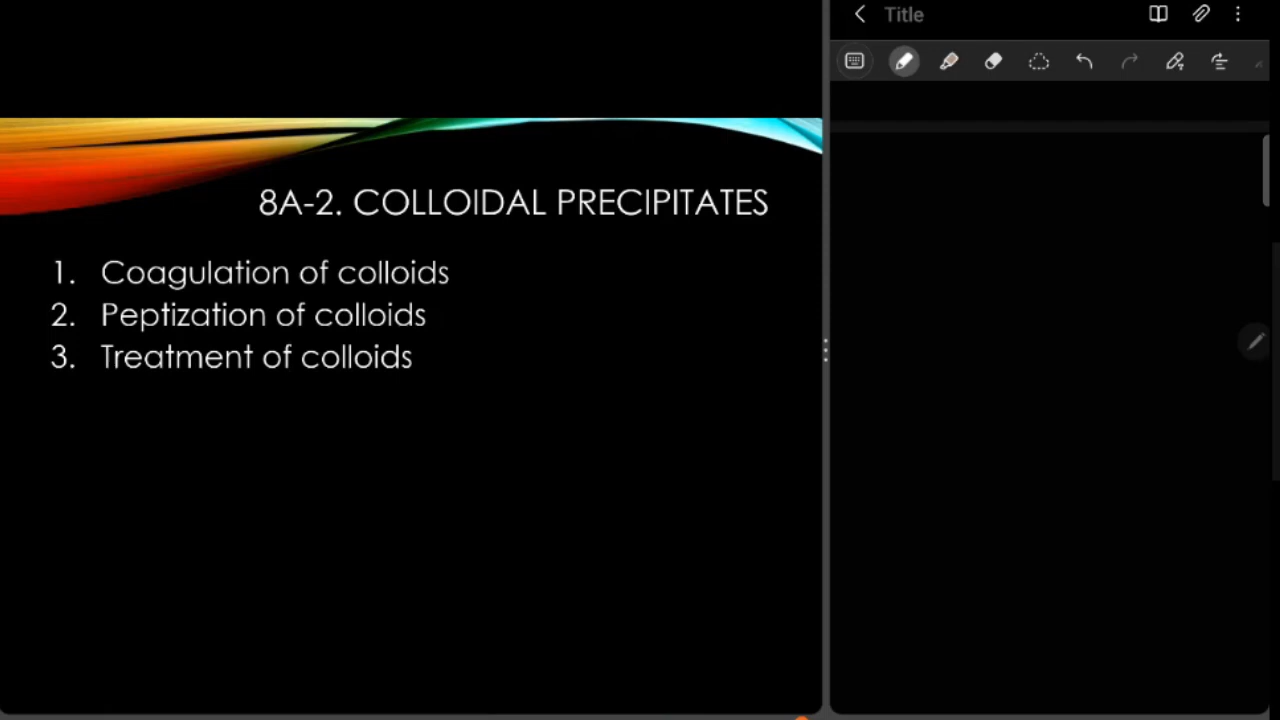 Title
8A-2. COLLOIDAL PRECIPITATES
1. Coagulation of colloids
2. Peptization of colloids
3. Treatment of colloids